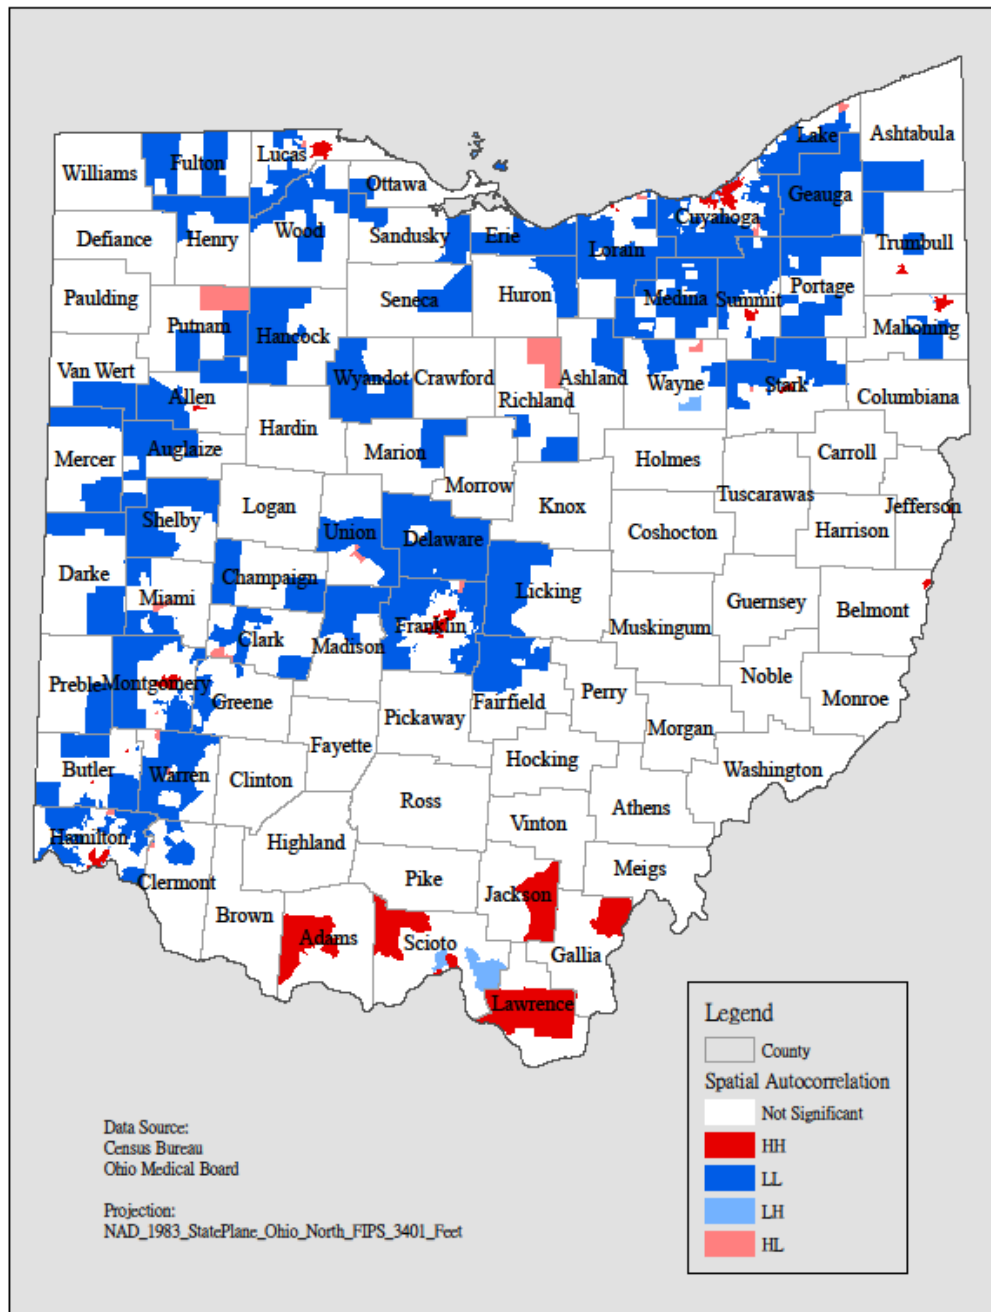 Lake
Ashtabula
Williams
Fulton
Lucas
Ottawa
Geauga
Cuyahoga
Defiance
Henry
Wood
Sandusky
Erie
Lorain
Trumbull
Paulding
Seneca
Huron
Medina
Summit
Portage
Putnam
Hancock
Mahoning
Van Wert
Allen
Wyandot
Crawford
Richland
Ashland
Wayne
Stark
Columbiana
Hardin
Mercer
Auglaize
Marion
Morrow
Holmes
Carroll
Tuscarawas
Jefferson
Shelby
Logan
Union
Delaware
Knox
Coshocton
Harrison
Darke
Miami
Champaign
Licking
Guernsey
Belmont
Clark
Madison
Franklin
Muskingum
Preble
Montgomery
Greene
Fairfield
Perry
Noble
Monroe
Pickaway
Morgan
Fayette
Hocking
Washington
Butler
Warren
Clinton
Ross
Athens
Vinton
Hamilton
Highland
Meigs
Clermont
Pike
Jackson
Brown
Adams
Scioto
Gallia
Lawrence
Legend
County
Spatial Autocorrelation
Not Significant
HH
LL
LH
HL
Data Source:
Census Bureau
Ohio Medical Board
Projection:
NAD_1983_StatePlane_Ohio_North_FIPS_3401_Feet